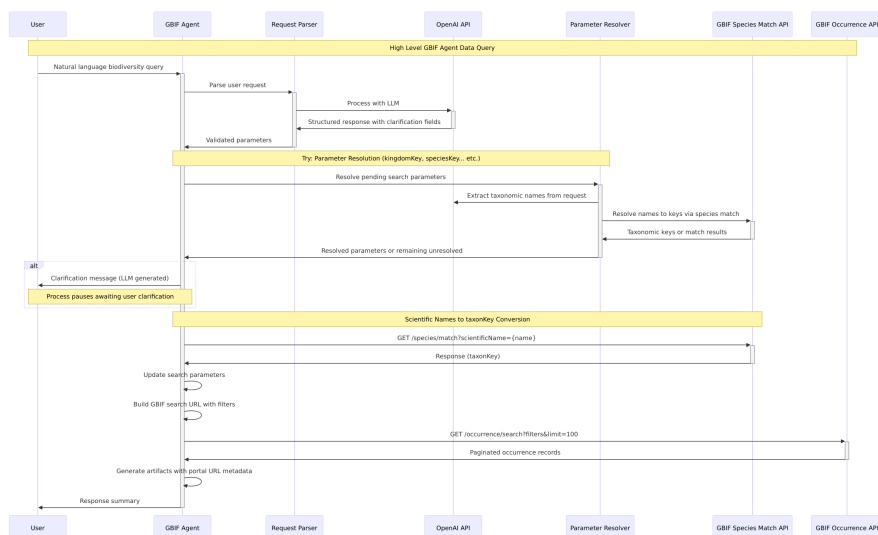 User GBIF Agent Request Parser OpenAI API Parameter Resolver GBIF Species Match API GBIF Occurrence API
High Level GBIF Agent Data Query
Natural language biodiversity query
Parse user request
Process with LLM
Structured response with clarification fields
Validated parameters
Try: Parameter Resolution (kingdomKey, speciesKey... etc.)
Resolve pending search parameters
Extract taxonomic names from request
Resolve names to keys via species match
Taxonomic keys or match results
Resolved parameters or remaining unresolved
alt
Clarification message (LLM generated)
Process pauses awaiting user clarification
Scientific Names to taxonKey Conversion
GET /species/match?scientificName={name}
Response (taxonKey)
Update search parameters
Build GBIF search URL with filters
GET /occurrence/search?filters&limit=100
Paginated occurrence records
Generate artifacts with portal URL metadata
Response summary
User GBIF Agent Request Parser OpenAI API Parameter Resolver GBIF Species Match API GBIF Occurrence API